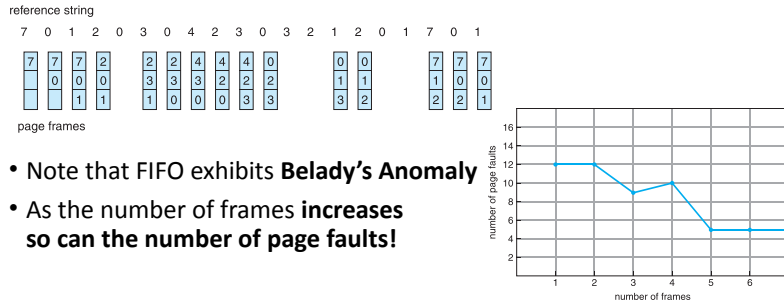 reference string
7 0 1 2 0 3 0 4 2 3 0 3 2 1 2 0 1 7 0 1
7 7 7 2 2 2 4 4 4 0 0 0 7 7 7
0 0 0 3 3 3 2 2 2 1 1 1 0 0
1 1 1 0 0 0 3 3 3 2 2 2 1
page frames
• Note that FIFO exhibits Belady's Anomaly
• As the number of frames increases
so can the number of page faults!
number of page faults
16
14
12
10
8
6
4
2
1 2 3 4 5 6
number of frames